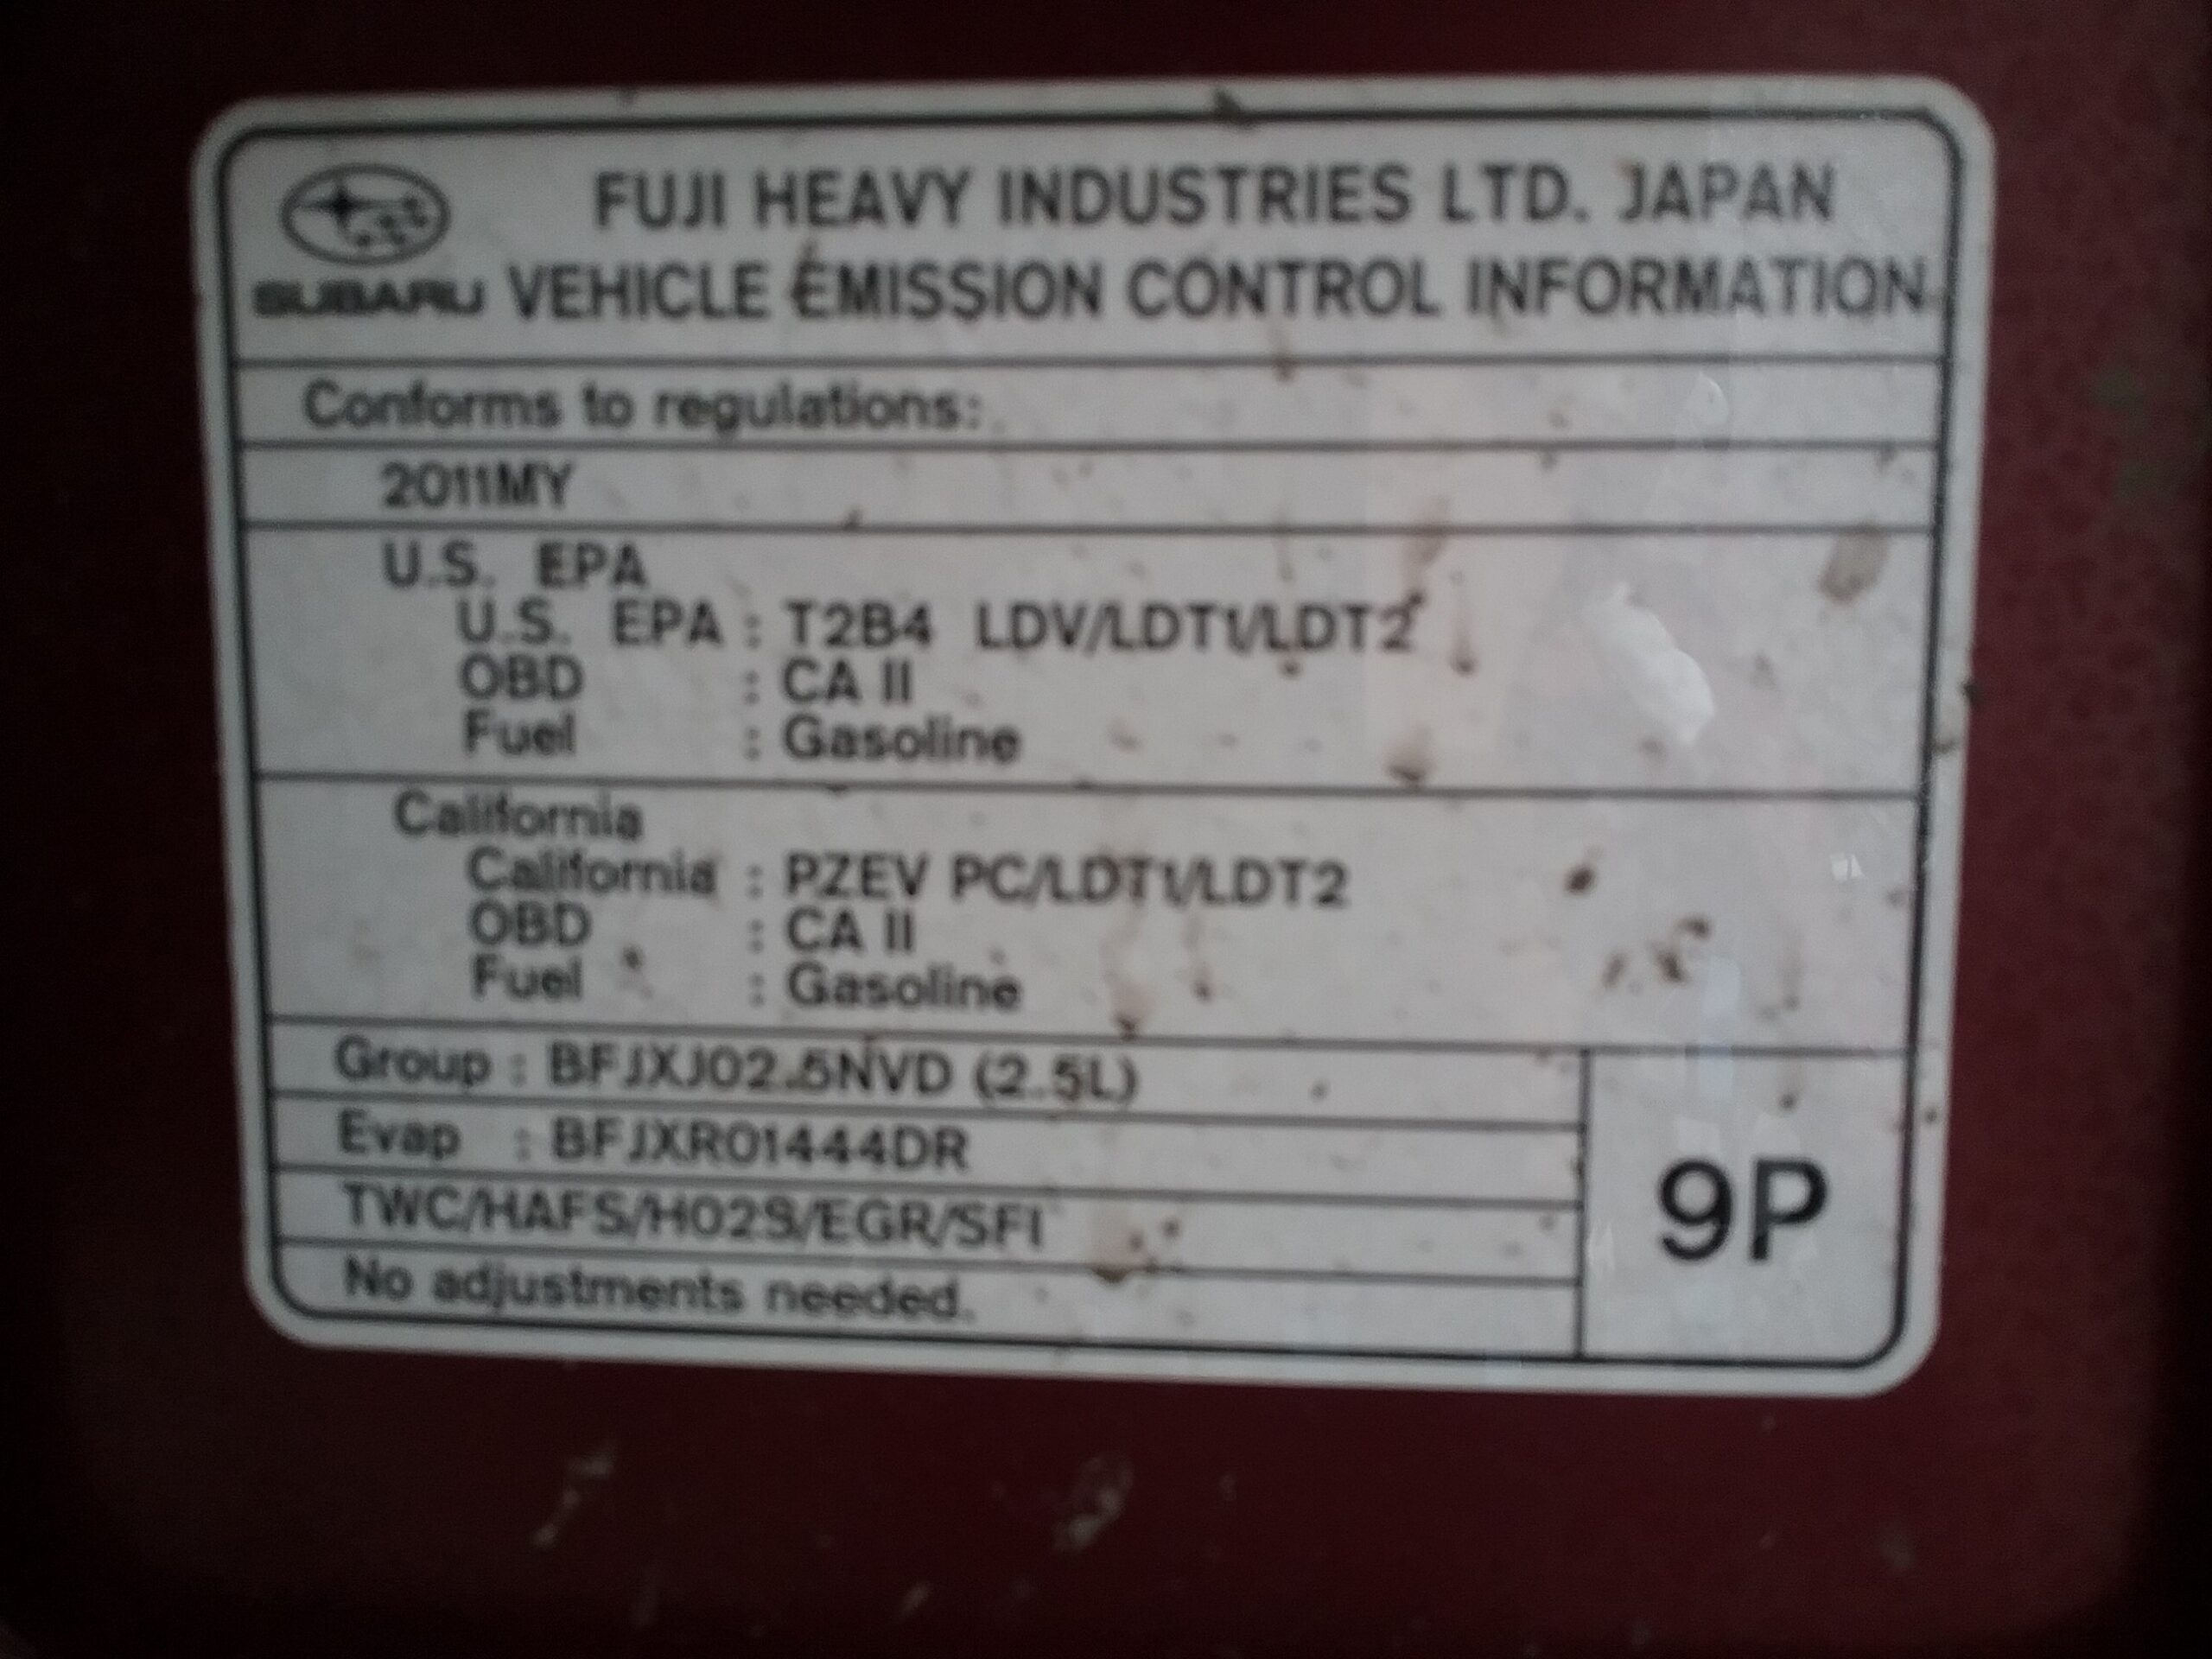 FUJI HEAVY INDUSTRIES LTD. JAPAN
SUBARU VEHICLE EMISSION CONTROL INFORMATION
Conforms to regulations:
2011MY
U.S. EPA
U.S. EPA : T2B4 LDV/LDT1/LDT2
OBD : CA II
Fuel : Gasoline
California
California : PZEV PC/LDT1/LDT2
OBD : CA II
Fuel : Gasoline
Group : BFJXJ02.5NVD (2.5L)
Evap : BFJXR01444DR
TWC/HAFS/HO2S/EGR/SFI
No adjustments needed.
9P